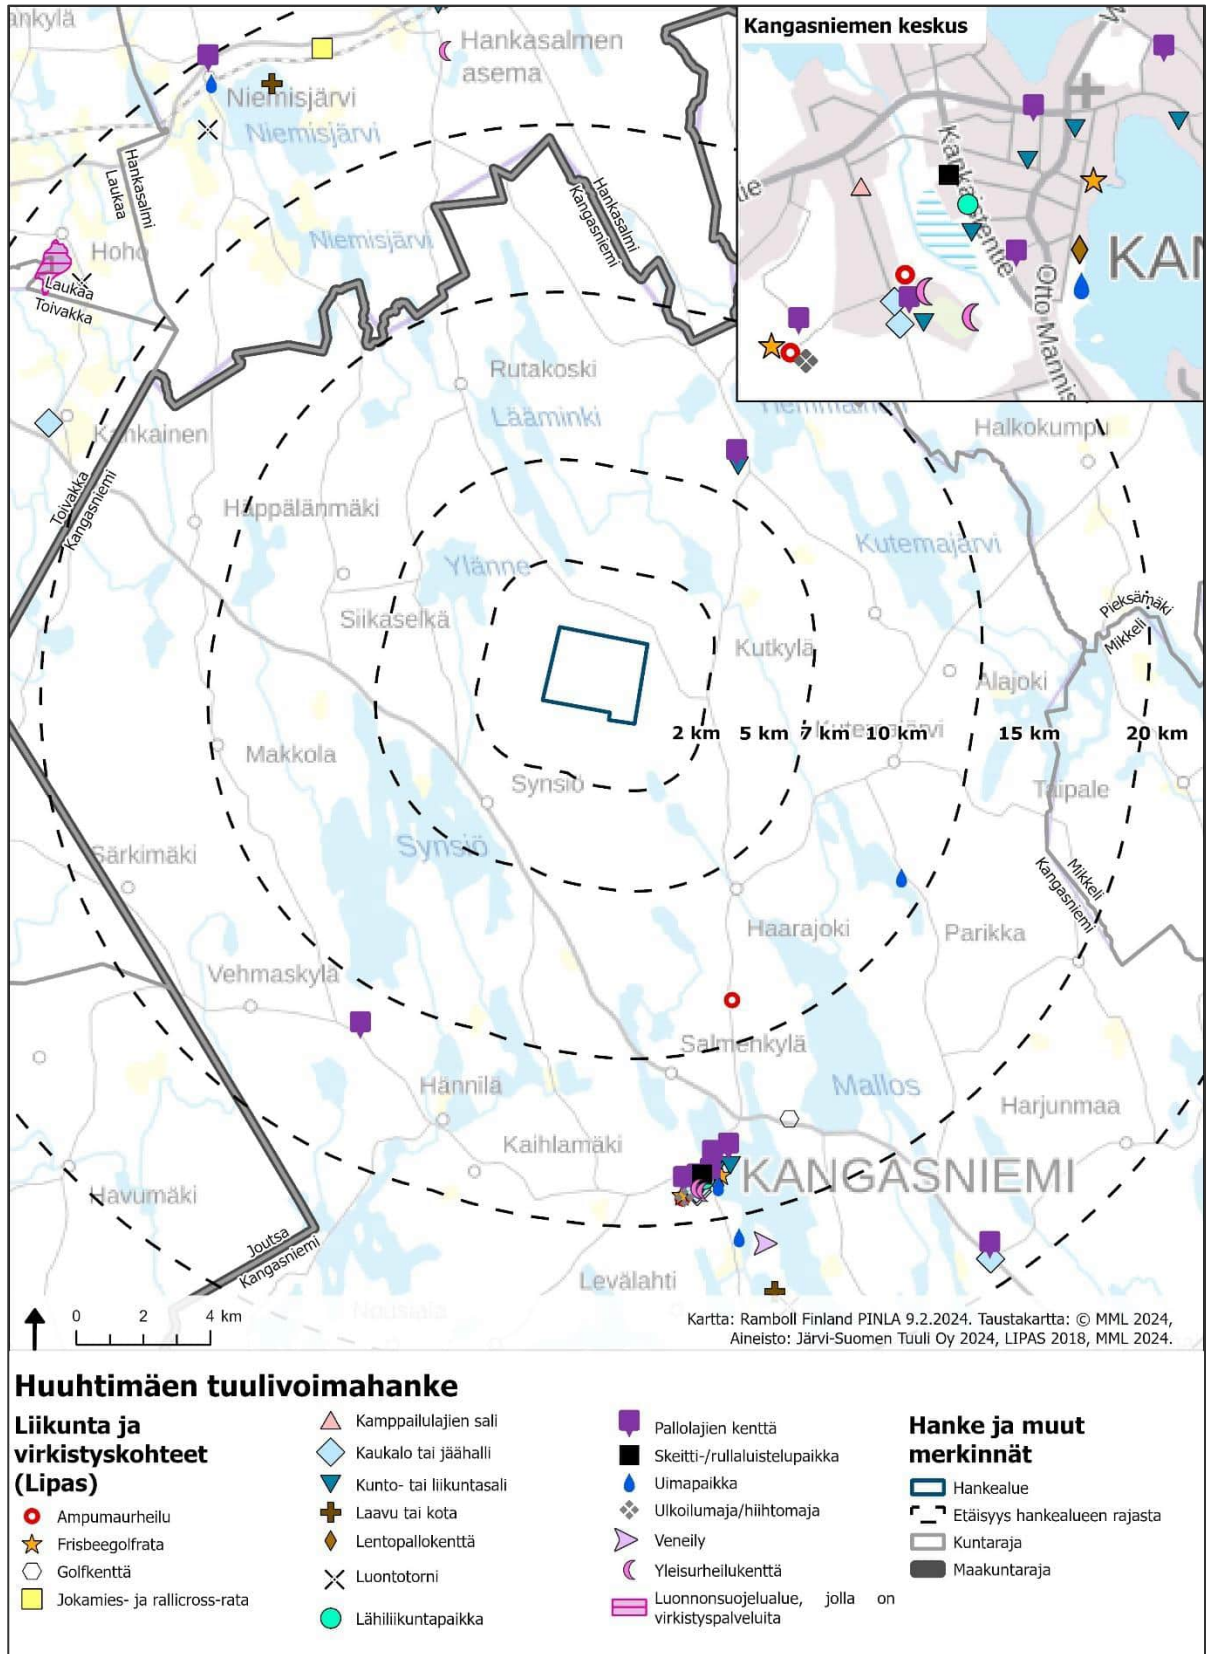 ankylä
Hankasalmen
asema
Niemisjärvi
Niemisjärvi
Hankasalmi
Laukaa
Hankasalmi
Kangasniemi
Niemisjärvi
Hoho
Laukaa
Toivakka
Kangasniemen keskus
Kankaistentie
Otto Mannis
KAN
tie
M
Rutakoski
Lääminki
Kankainen
Halkokumpu
Toivakka
Kangasniemi
Häppälänmäki
Ylänne
Kutemajärvi
Siikaselkä
Pieksämäki
Mikkeli
Kutkylä
Alajoki
Makkola
2 km 5 km 7 km 10 km 15 km 20 km
Kutemajärvi
Synsiö
Taipale
Synsiö
Särkimäki
Mikkeli
Kangasniemi
Haarajoki
Parikka
Vehmaskylä
Salmenkylä
Hännilä
Mallos
Harjunmaa
Kaihlamäki
KANGASNIEMI
Havumäki
Joutsa
Kangasniemi
Levälahti
0 2 4 km
Kartta: Ramboll Finland PINLA 9.2.2024. Taustakartta: © MML 2024,
Aineisto: Järvi-Suomen Tuuli Oy 2024, LIPAS 2018, MML 2024.
Huuhtimäen tuulivoimahanke
Liikunta ja
virkistyskohteet
(Lipas)
Ampumaurheilu
Frisbeegolfrata
Golfkenttä
Jokamies- ja rallicross-rata
Kamppailulajien sali
Kaukalo tai jäähalli
Kunto- tai liikuntasali
Laavu tai kota
Lentopallokenttä
Luontotorni
Lähiliikuntapaikka
Pallolajien kenttä
Skeitti-/rullaluistelupaikka
Uimapaikka
Ulkoilumaja/hiihtomaja
Veneily
Yleisurheilukenttä
Luonnonsuojelualue, jolla on
virkistyspalveluita
Hanke ja muut
merkinnät
Hankealue
Etäisyys hankealueen rajasta
Kuntaraja
Maakuntaraja